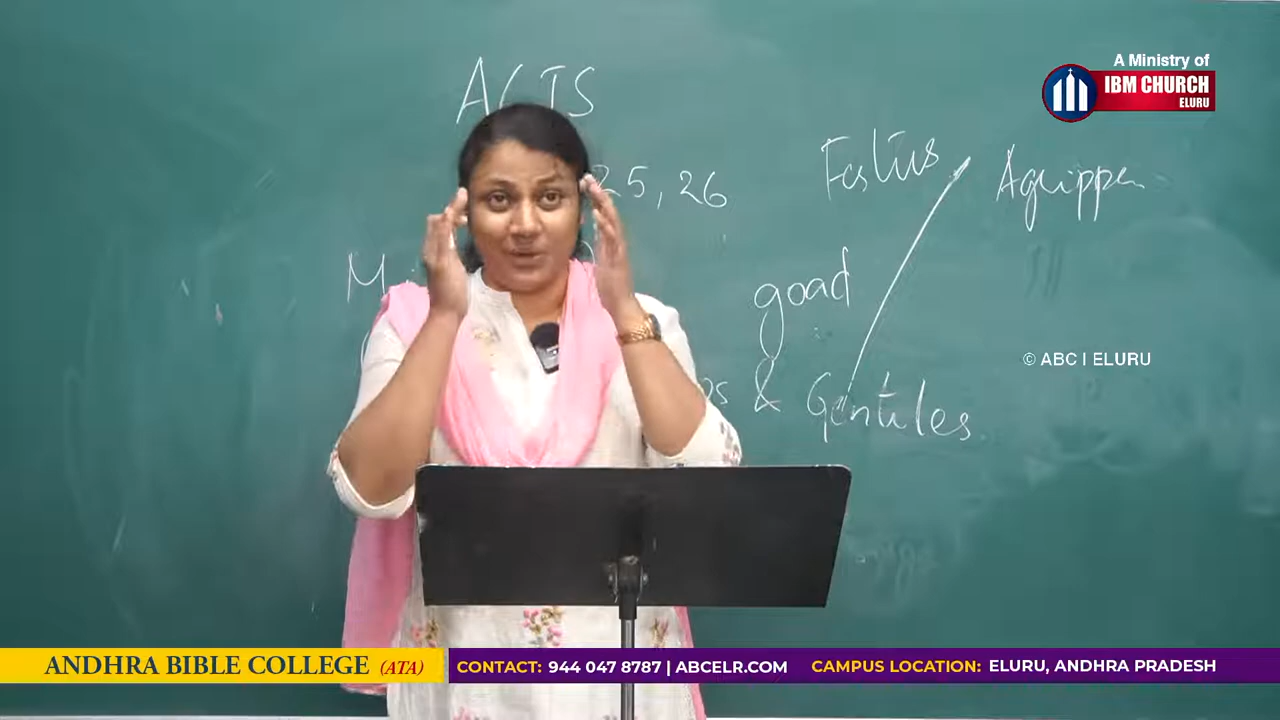 A Ministry of
IBM CHURCH
ELURU
ACTS
25, 26
Festus
Agrippa
goad
& Gentiles
© ABC I ELURU
ANDHRA BIBLE COLLEGE (ATA)
CONTACT: 944 047 8787 | ABCELR.COM
CAMPUS LOCATION: ELURU, ANDHRA PRADESH